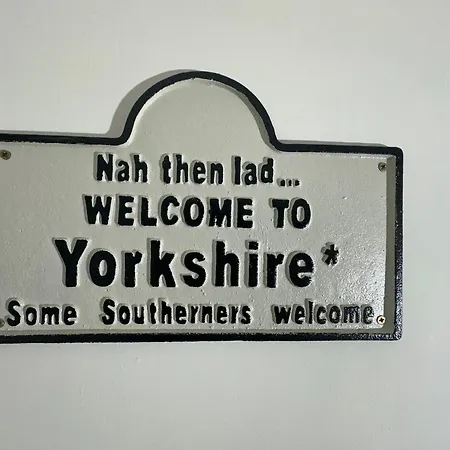 Nah then lad...
WELCOME TO
Yorkshire*
Some Southerners welcome